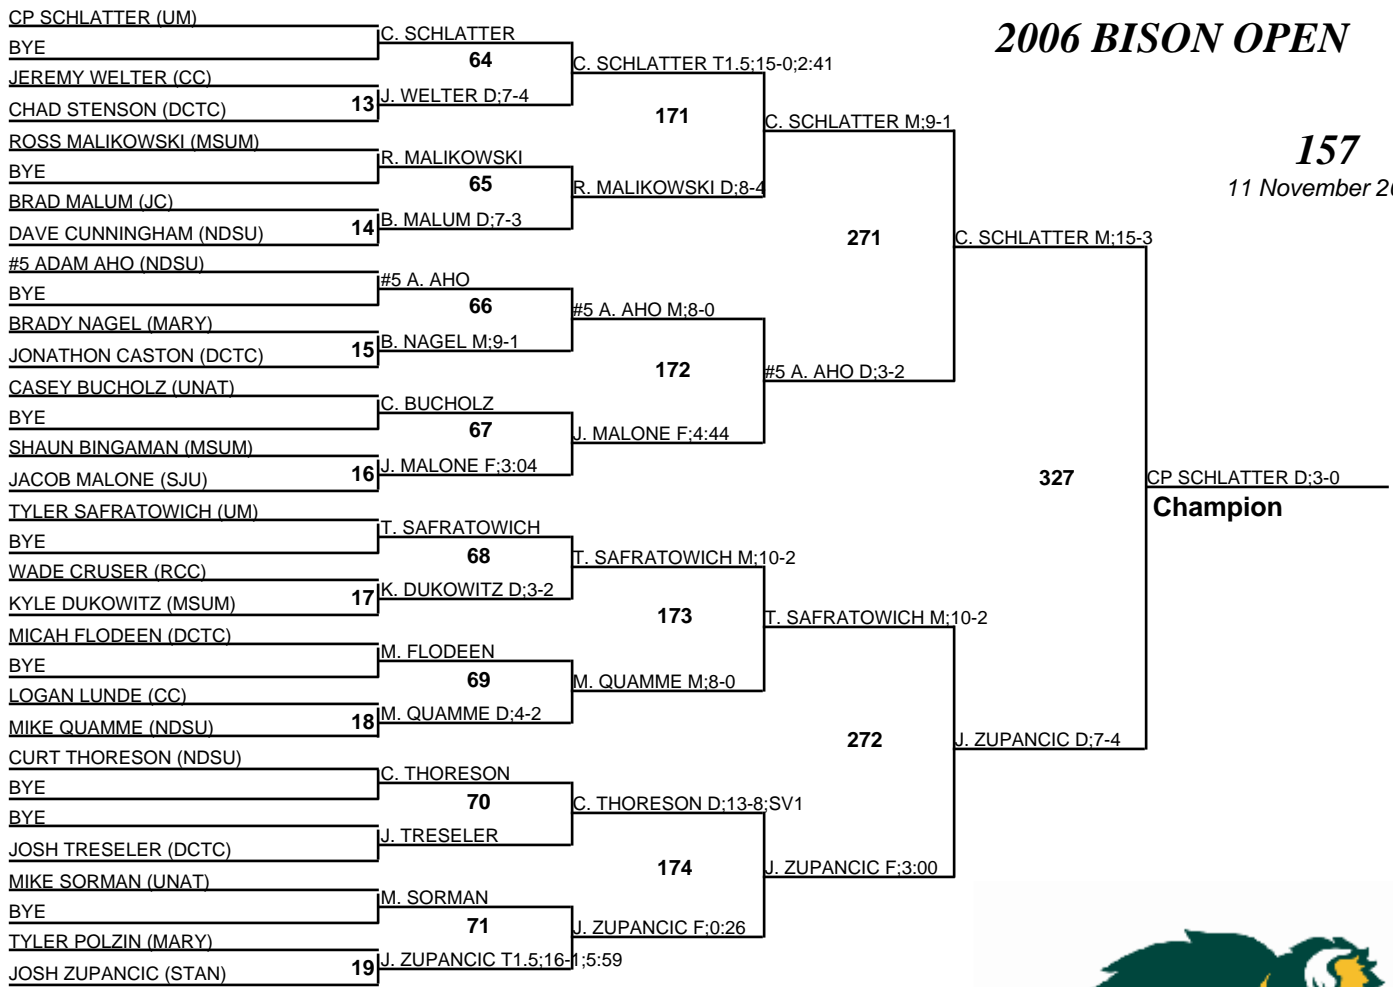 2006 BISON OPEN
157
11 November 20
CP SCHLATTER (UM)
BYE
JEREMY WELTER (CC)
CHAD STENSON (DCTC)
ROSS MALIKOWSKI (MSUM)
BYE
BRAD MALUM (JC)
DAVE CUNNINGHAM (NDSU)
#5 ADAM AHO (NDSU)
BYE
BRADY NAGEL (MARY)
JONATHON CASTON (DCTC)
CASEY BUCHOLZ (UNAT)
BYE
SHAUN BINGAMAN (MSUM)
JACOB MALONE (SJU)
TYLER SAFRATOWICH (UM)
BYE
WADE CRUSER (RCC)
KYLE DUKOWITZ (MSUM)
MICAH FLODEEN (DCTC)
BYE
LOGAN LUNDE (CC)
MIKE QUAMME (NDSU)
CURT THORESON (NDSU)
BYE
BYE
JOSH TRESELER (DCTC)
MIKE SORMAN (UNAT)
BYE
TYLER POLZIN (MARY)
JOSH ZUPANCIC (STAN)
13
14
15
16
17
18
19
C. SCHLATTER
64
J. WELTER D;7-4
R. MALIKOWSKI
65
B. MALUM D;7-3
#5 A. AHO
66
B. NAGEL M;9-1
C. BUCHOLZ
67
J. MALONE F;3:04
T. SAFRATOWICH
68
K. DUKOWITZ D;3-2
M. FLODEEN
69
M. QUAMME D;4-2
C. THORESON
70
J. TRESELER
M. SORMAN
71
J. ZUPANCIC T1.5;16-1;5:59
C. SCHLATTER T1.5;15-0;2:41
171
R. MALIKOWSKI D;8-4
#5 A. AHO M;8-0
172
J. MALONE F;4:44
T. SAFRATOWICH M;10-2
173
M. QUAMME M;8-0
C. THORESON D;13-8;SV1
174
J. ZUPANCIC F;0:26
C. SCHLATTER M;9-1
271
#5 A. AHO D;3-2
T. SAFRATOWICH M;10-2
272
J. ZUPANCIC F;3:00
C. SCHLATTER M;15-3
327
J. ZUPANCIC D;7-4
CP SCHLATTER D;3-0
Champion